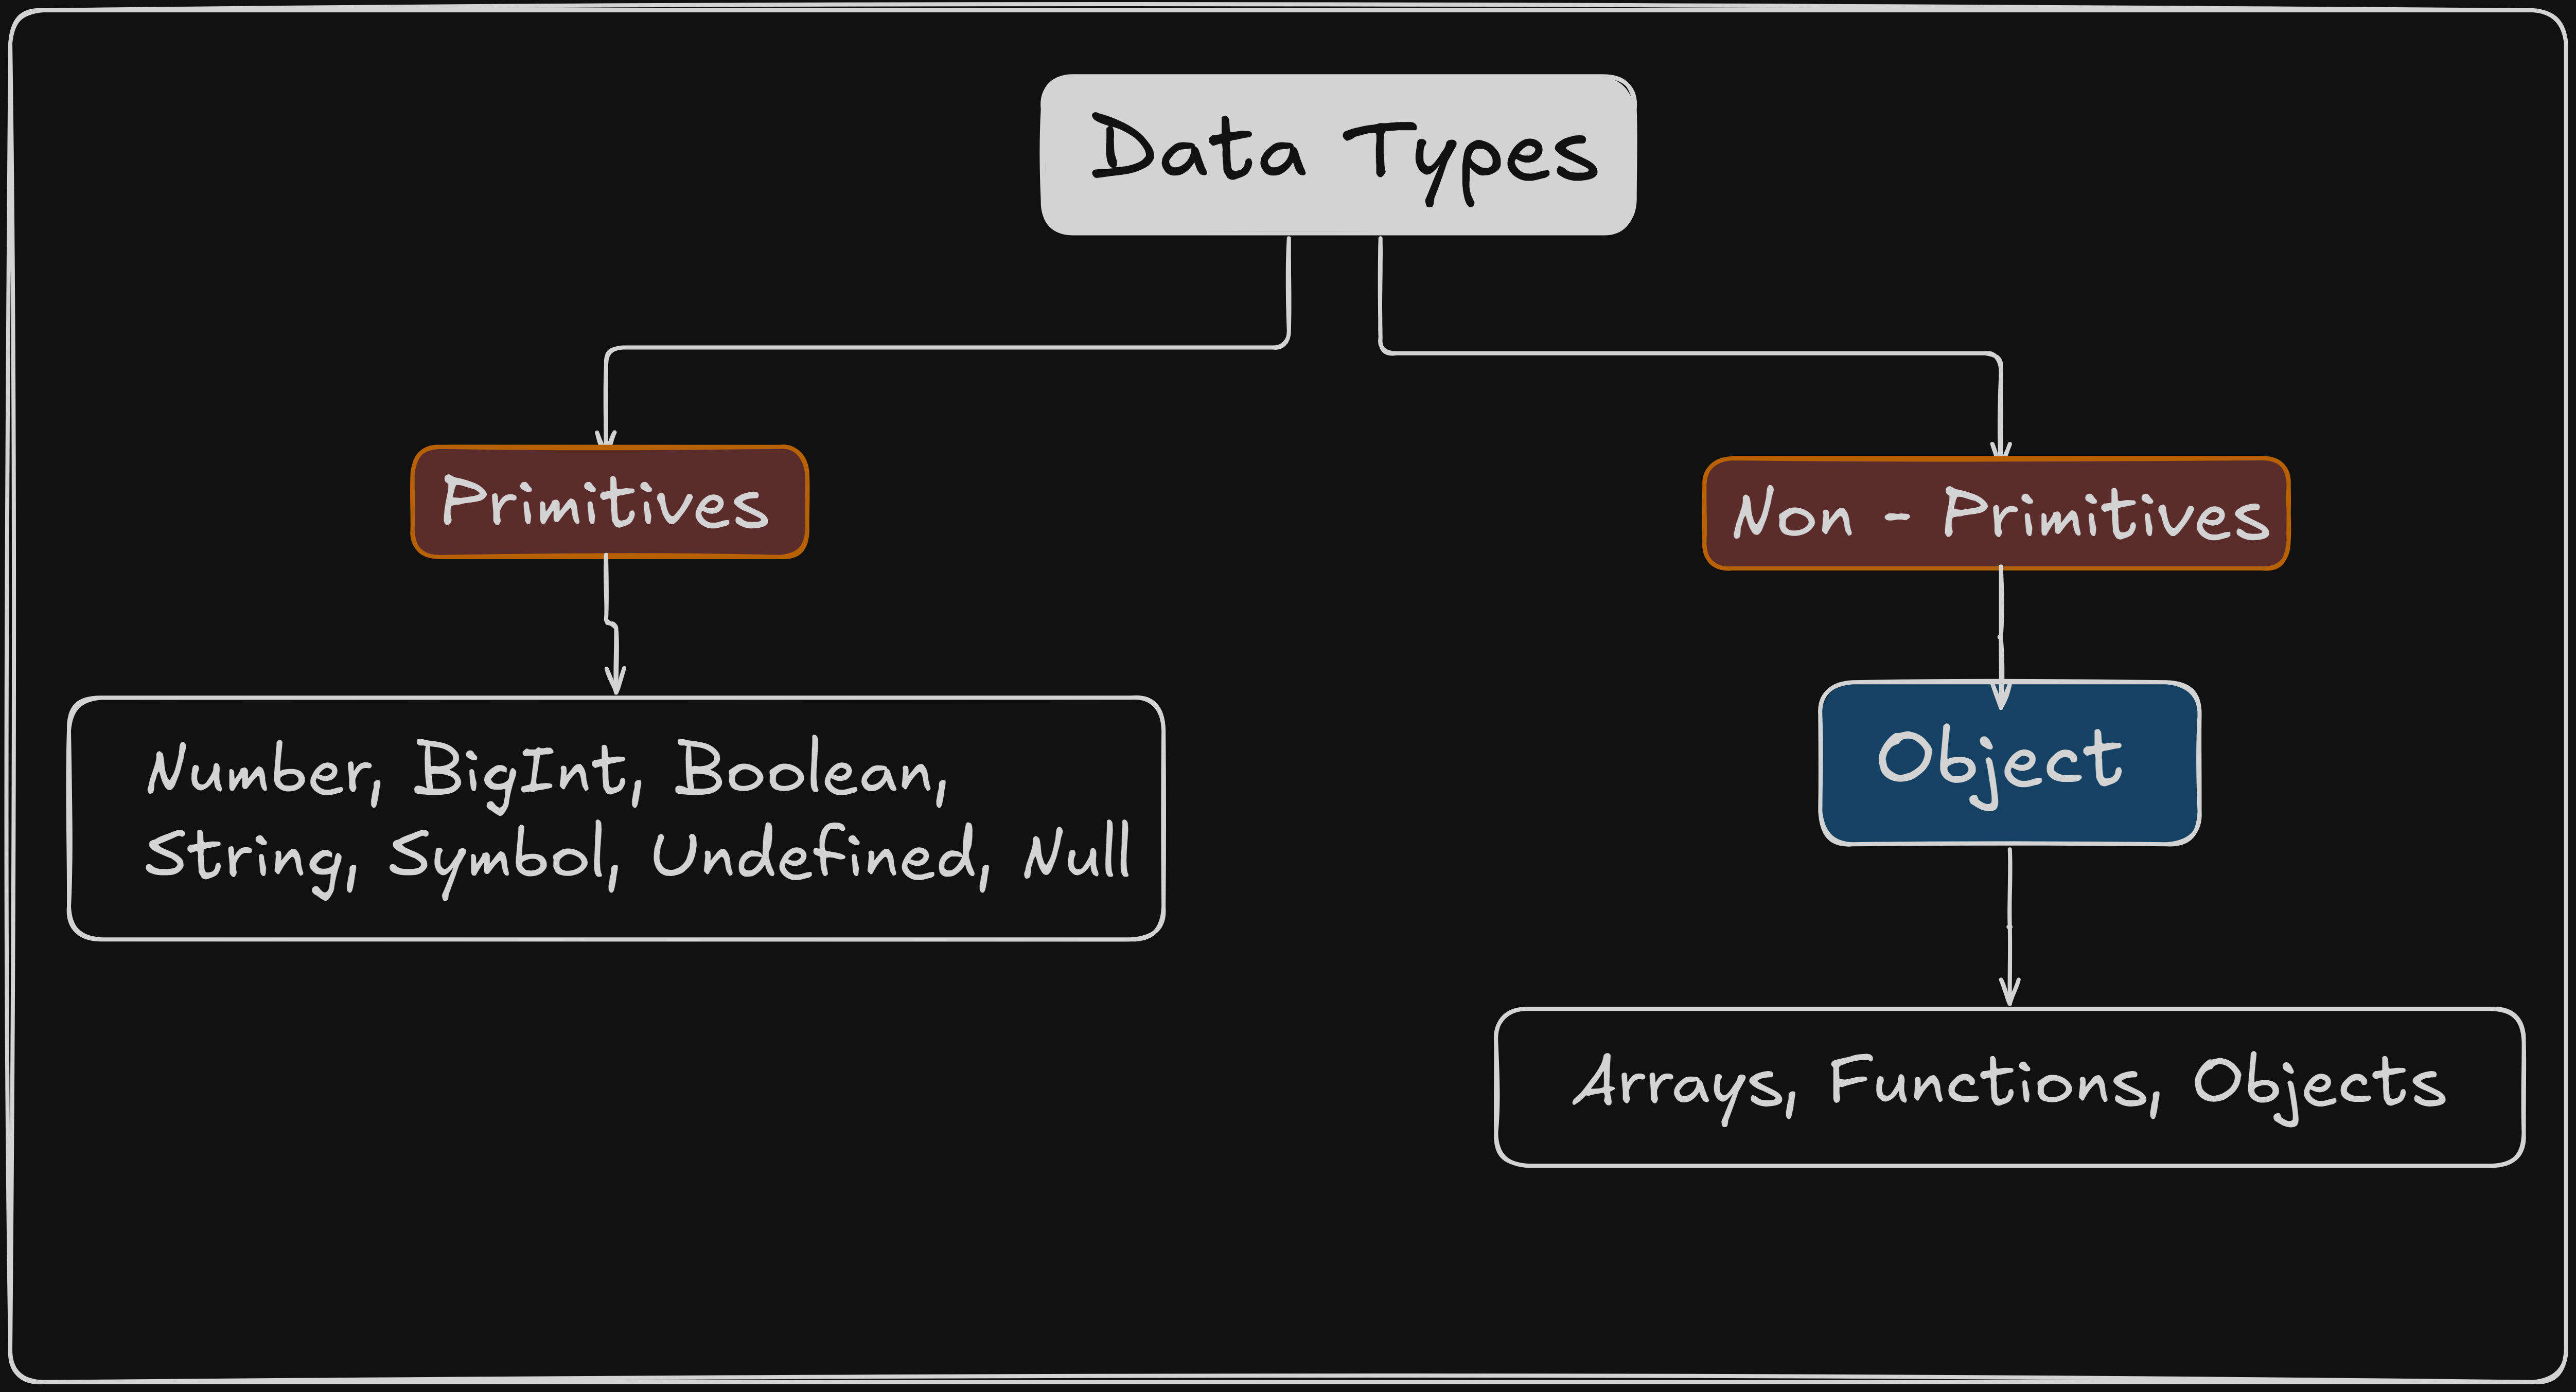 Data Types
Primitives
Non - Primitives
Number, BigInt, Boolean,
String, Symbol, Undefined, Null
Object
Arrays, Functions, Objects